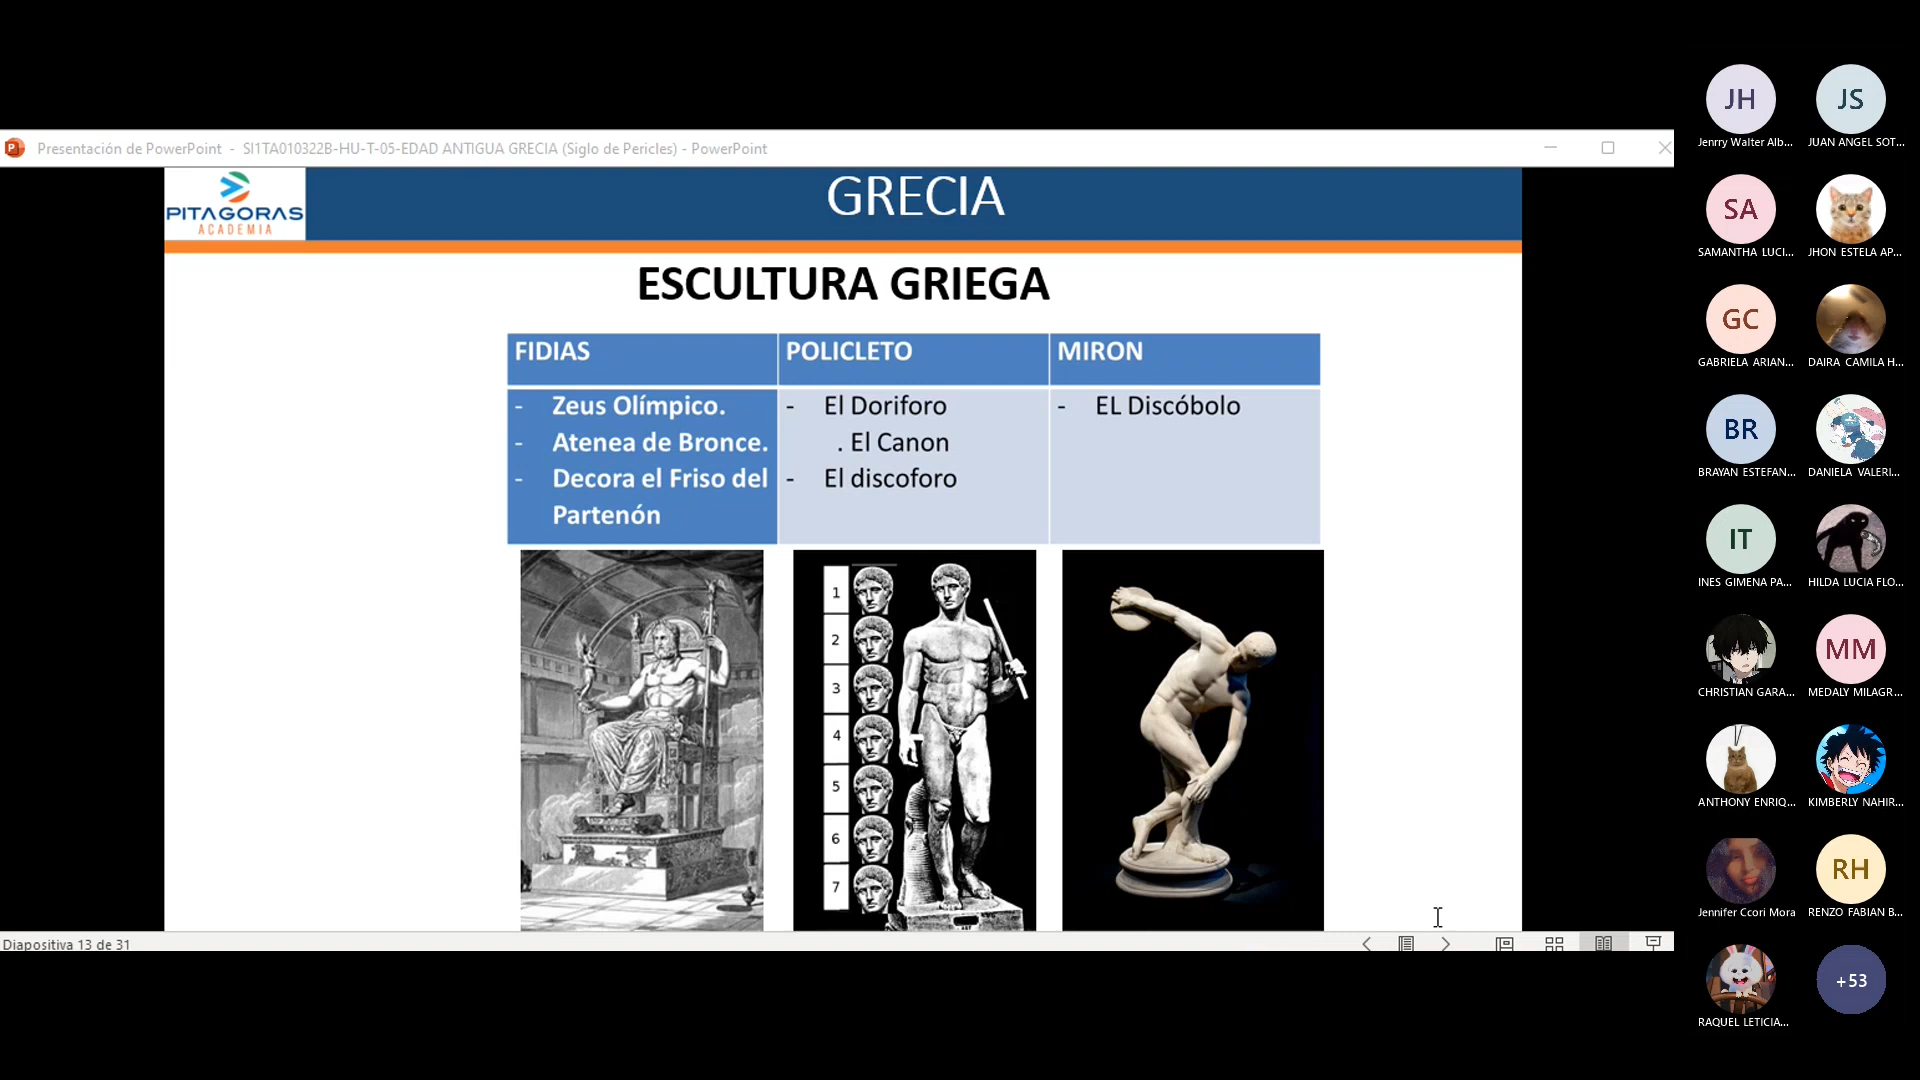 Presentación de PowerPoint - SI1TA010322B-HU-T-05-EDAD ANTIGUA GRECIA (Siglo de Pericles) - PowerPoint
PITAGORAS
ACADEMIA
GRECIA
ESCULTURA GRIEGA
FIDIAS
- Zeus Olímpico.
- Atenea de Bronce.
- Decora el Friso del
Partenón
POLICLETO
- El Doriforo
. El Canon
- El discoforo
MIRON
- EL Discóbolo
1
2
3
4
5
6
7
Diapositiva 13 de 31
JH
Jenrry Walter Alb...
JS
JUAN ANGEL SOT...
SA
SAMANTHA LUCI...
JHON ESTELA AP...
GC
GABRIELA ARIAN...
DAIRA CAMILA H...
BR
BRAYAN ESTEFAN...
DANIELA VALERI...
IT
INES GIMENA PA...
HILDA LUCIA FLO...
CHRISTIAN GARA...
MM
MEDALY MILAGR...
ANTHONY ENRIQ...
KIMBERLY NAHIR...
Jennifer Ccori Mora
RH
RENZO FABIAN B...
RAQUEL LETICIA...
+53